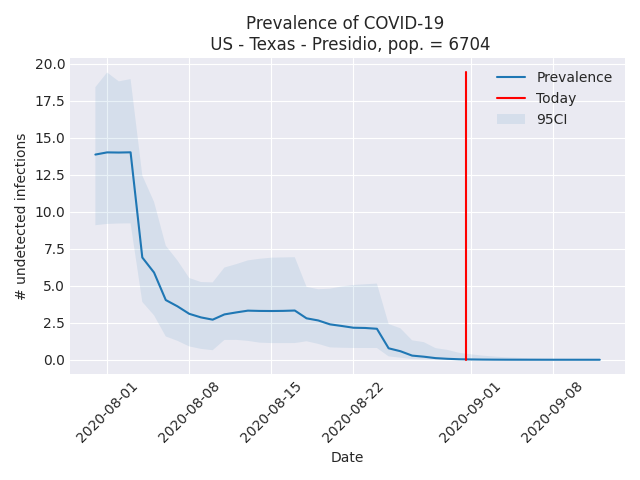 Prevalence of COVID-19
US - Texas - Presidio, pop. = 6704
20.0
17.5
15.0
12.5
10.0
7.5
5.0
2.5
0.0
# undetected infections
Prevalence
Today
95CI
2020-08-01
2020-08-08
2020-08-15
2020-08-22
2020-09-01
2020-09-08
Date